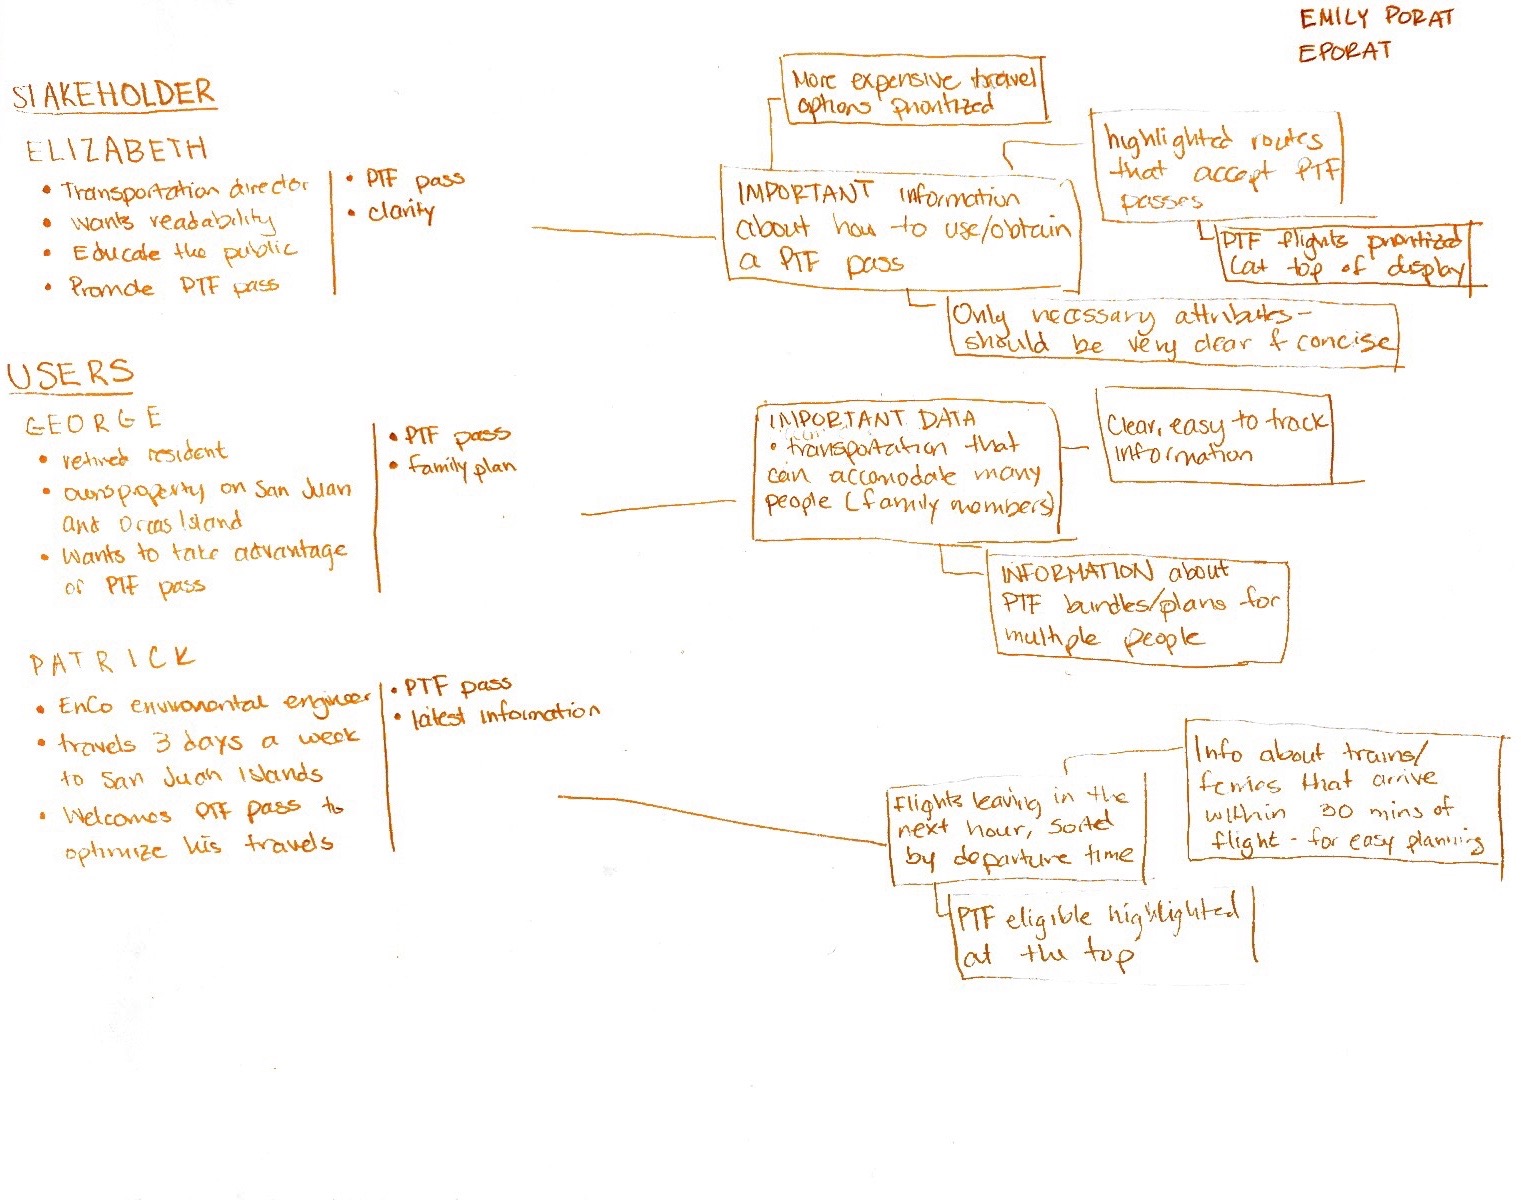 EMILY PORAT
EPORAT
STAKEHOLDER
ELIZABETH
• Transportation director
• wants readability
• Educate the public
• Promote PTF pass
• PTF pass
• clarity
More expensive travel
options prioritized
IMPORTANT information
about how to use/obtain
a PTF pass
highlighted routes
that accept PTF
passes
PTF flights prioritized
(at top of display)
Only necessary attributes-
should be very clear & concise
USERS
GEORGE
• retired resident
• owns property on San Juan
and Orcas Island
• Wants to take advantage
of PTF pass
• PTF pass
• family plan
IMPORTANT DATA
• transportation that
can accomodate many
people (family members)
Clear, easy to track
information
INFORMATION about
PTF bundles/plans for
multiple people
PATRICK
• EnCo enviromental engineer
• travels 3 days a week
to San Juan Islands
• Welcomes PTF pass to
optimize his travels
• PTF pass
• latest information
Flights leaving in the
next hour, sorted
by departure time
Info about trains/
ferries that arrive
within 30 mins of
flight - for easy planning
PTF eligible highlighted
at the top